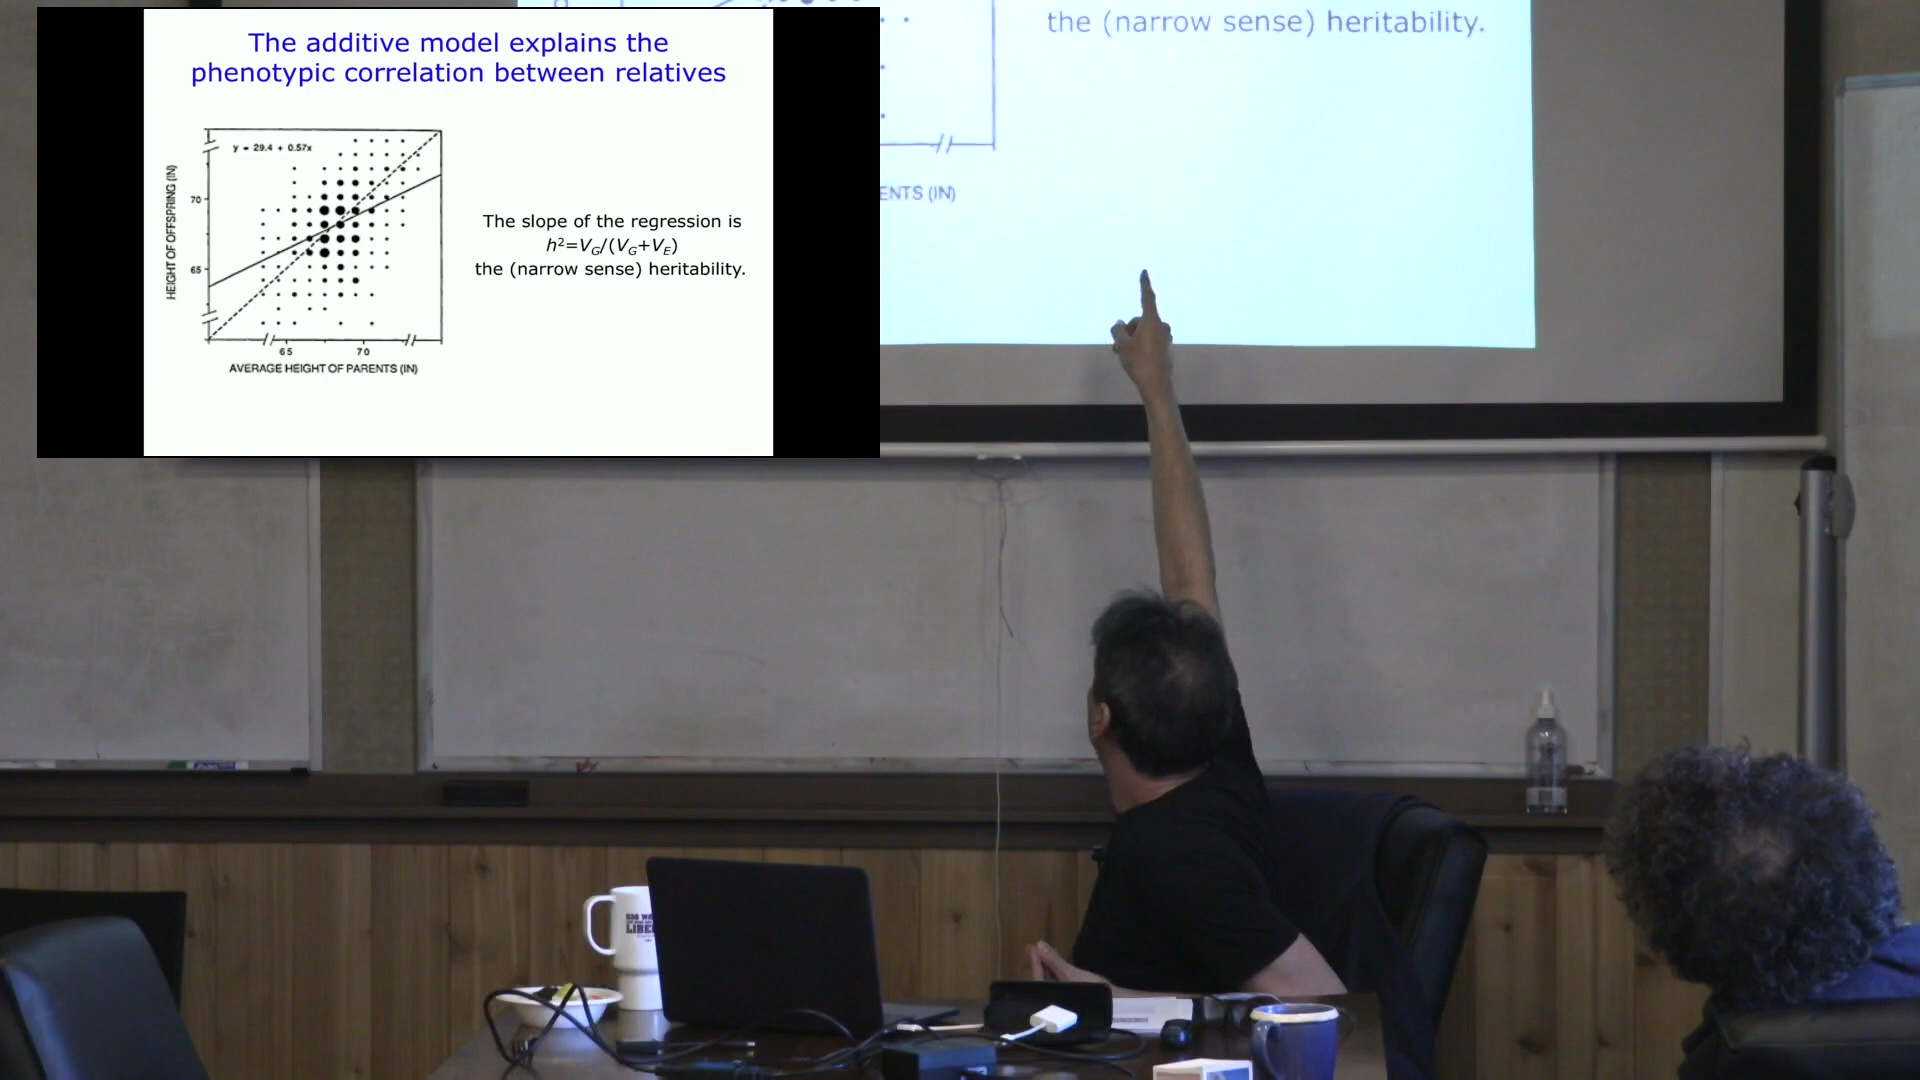 The additive model explains the
phenotypic correlation between relatives
y = 29.4 + 0.57x
HEIGHT OF OFFSPRING (IN)
70
65
65
70
AVERAGE HEIGHT OF PARENTS (IN)
The slope of the regression is
h²=V_G/(V_G+V_E)
the (narrow sense) heritability.
the (narrow sense) heritability.
ENTS (IN)